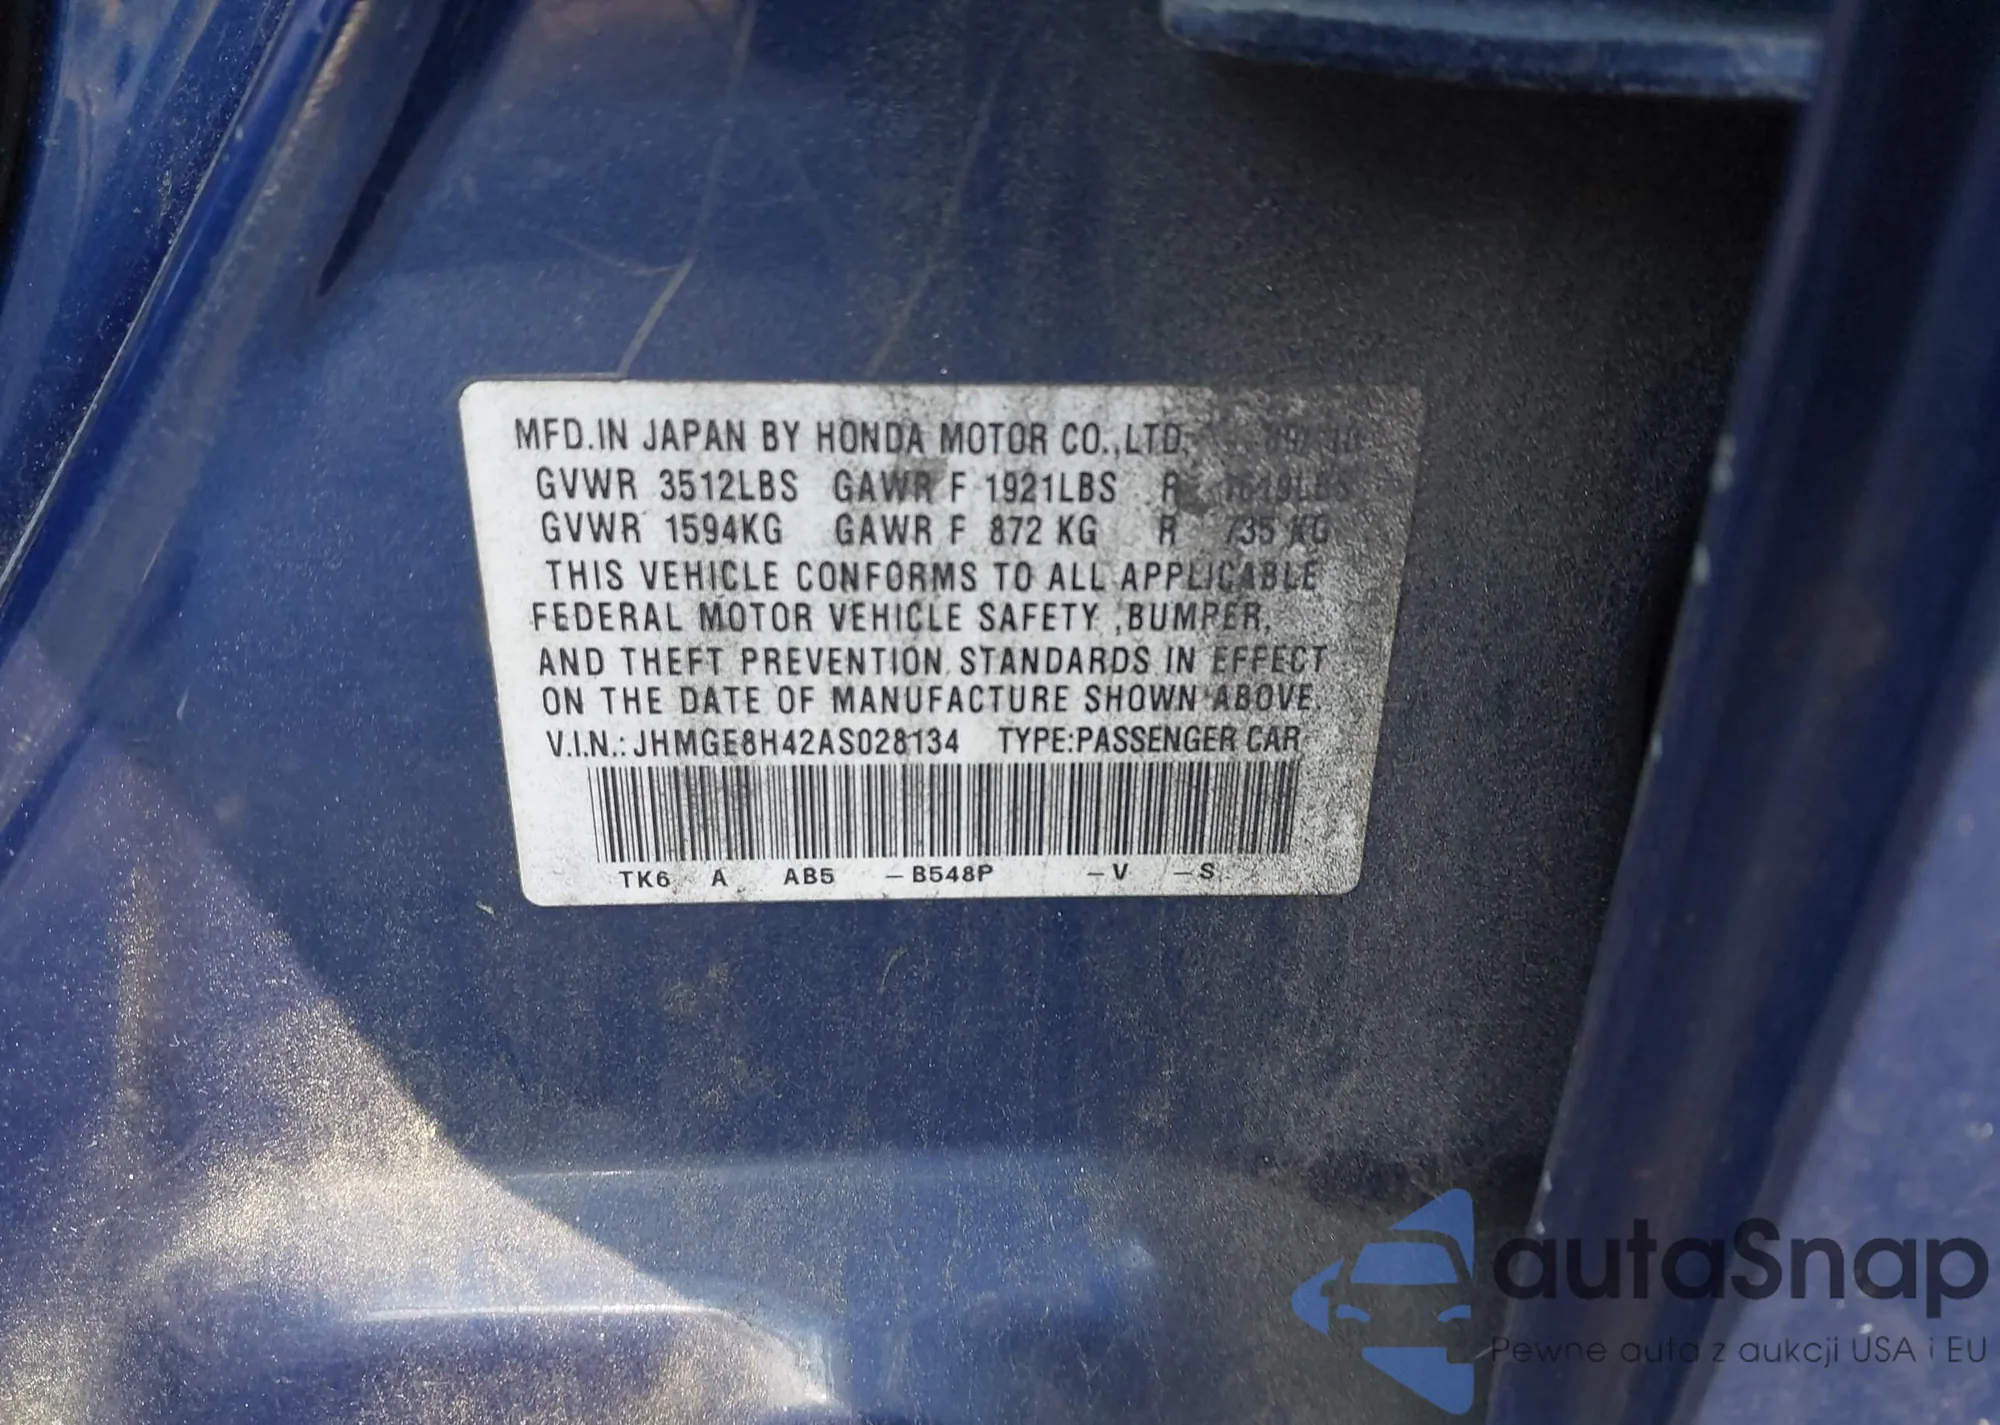 MFD.IN JAPAN BY HONDA MOTOR CO.,LTD.
GVWR 3512LBS GAWR F 1921LBS R 1619LBS
GVWR 1594KG GAWR F 872 KG R 735 KG
THIS VEHICLE CONFORMS TO ALL APPLICABLE
FEDERAL MOTOR VEHICLE SAFETY ,BUMPER,
AND THEFT PREVENTION STANDARDS IN EFFECT
ON THE DATE OF MANUFACTURE SHOWN ABOVE.
V.I.N.: JHMGE8H42AS028134 TYPE:PASSENGER CAR
TK6 A AB5 -B548P -V -S
autaSnap
Pewne auta z aukcji USA i EU